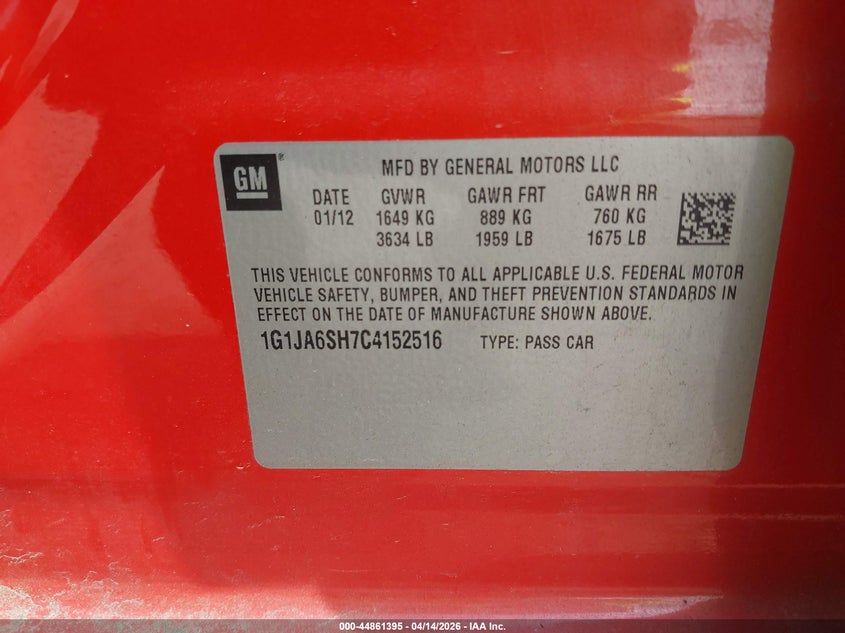 GM®
MFD BY GENERAL MOTORS LLC
DATE GVWR GAWR FRT GAWR RR
01/12 1649 KG 889 KG 760 KG
3634 LB 1959 LB 1675 LB
THIS VEHICLE CONFORMS TO ALL APPLICABLE U.S. FEDERAL MOTOR
VEHICLE SAFETY, BUMPER, AND THEFT PREVENTION STANDARDS IN
EFFECT ON THE DATE OF MANUFACTURE SHOWN ABOVE.
1G1JA6SH7C4152516 TYPE: PASS CAR
000-44861395 - 04/14/2026 - IAA Inc.